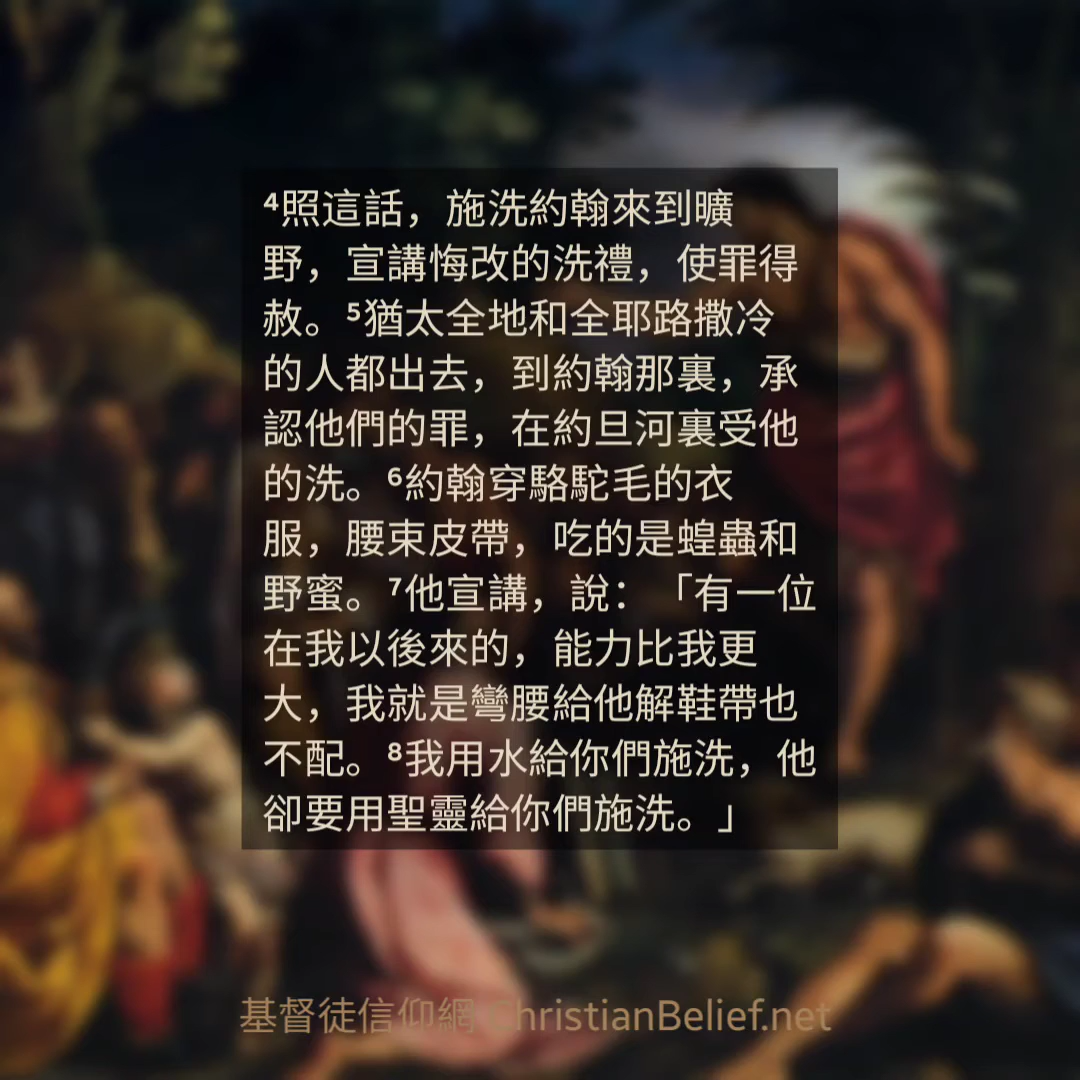 ⁴照這話，施洗約翰來到曠
野，宣講悔改的洗禮，使罪得
赦。⁵猶太全地和全耶路撒冷
的人都出去，到約翰那裏，承
認他們的罪，在約旦河裏受他
的洗。⁶約翰穿駱駝毛的衣
服，腰束皮帶，吃的是蝗蟲和
野蜜。⁷他宣講，說：「有一位
在我以後來的，能力比我更
大，我就是彎腰給他解鞋帶也
不配。⁸我用水給你們施洗，他
卻要用聖靈給你們施洗。」
基督徒信仰網 ChristianBelief.net